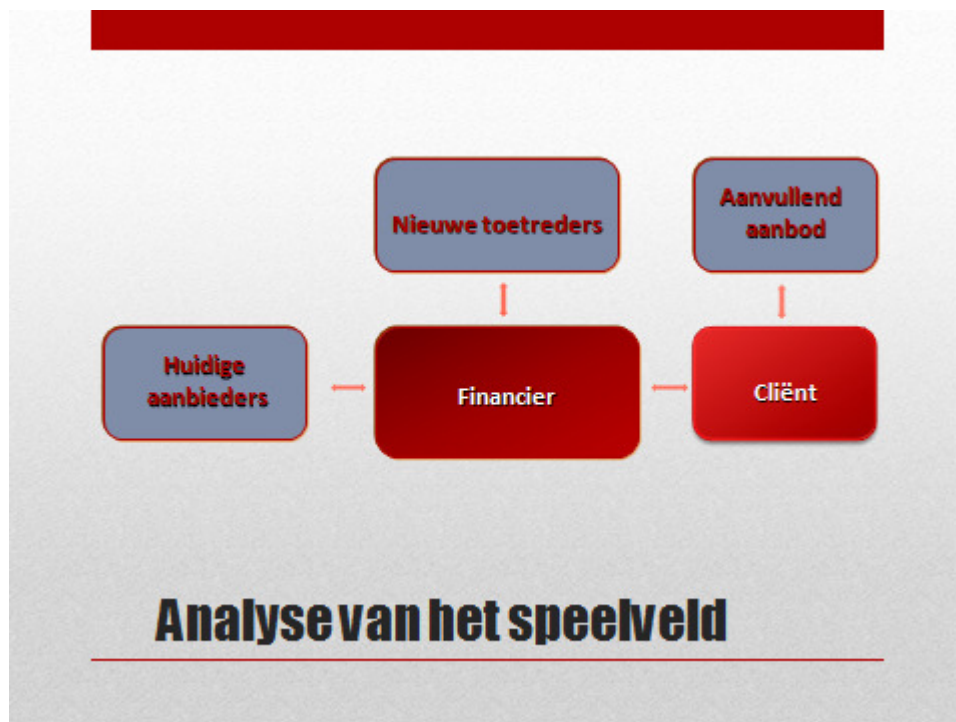 Nieuwe toetreders
Aanvullend
aanbod
Huidige
aanbieders
Financier
Cliënt
Analyse van het speelveld